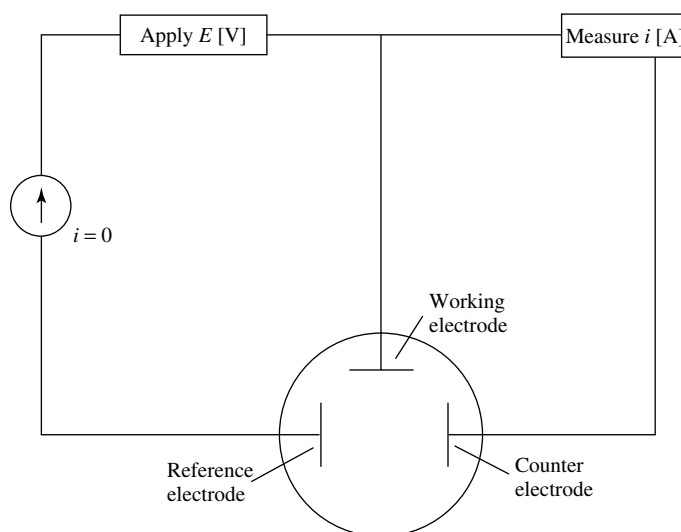 Apply E [V]
Measure i [A]
i = 0
Working
electrode
Reference
electrode
Counter
electrode